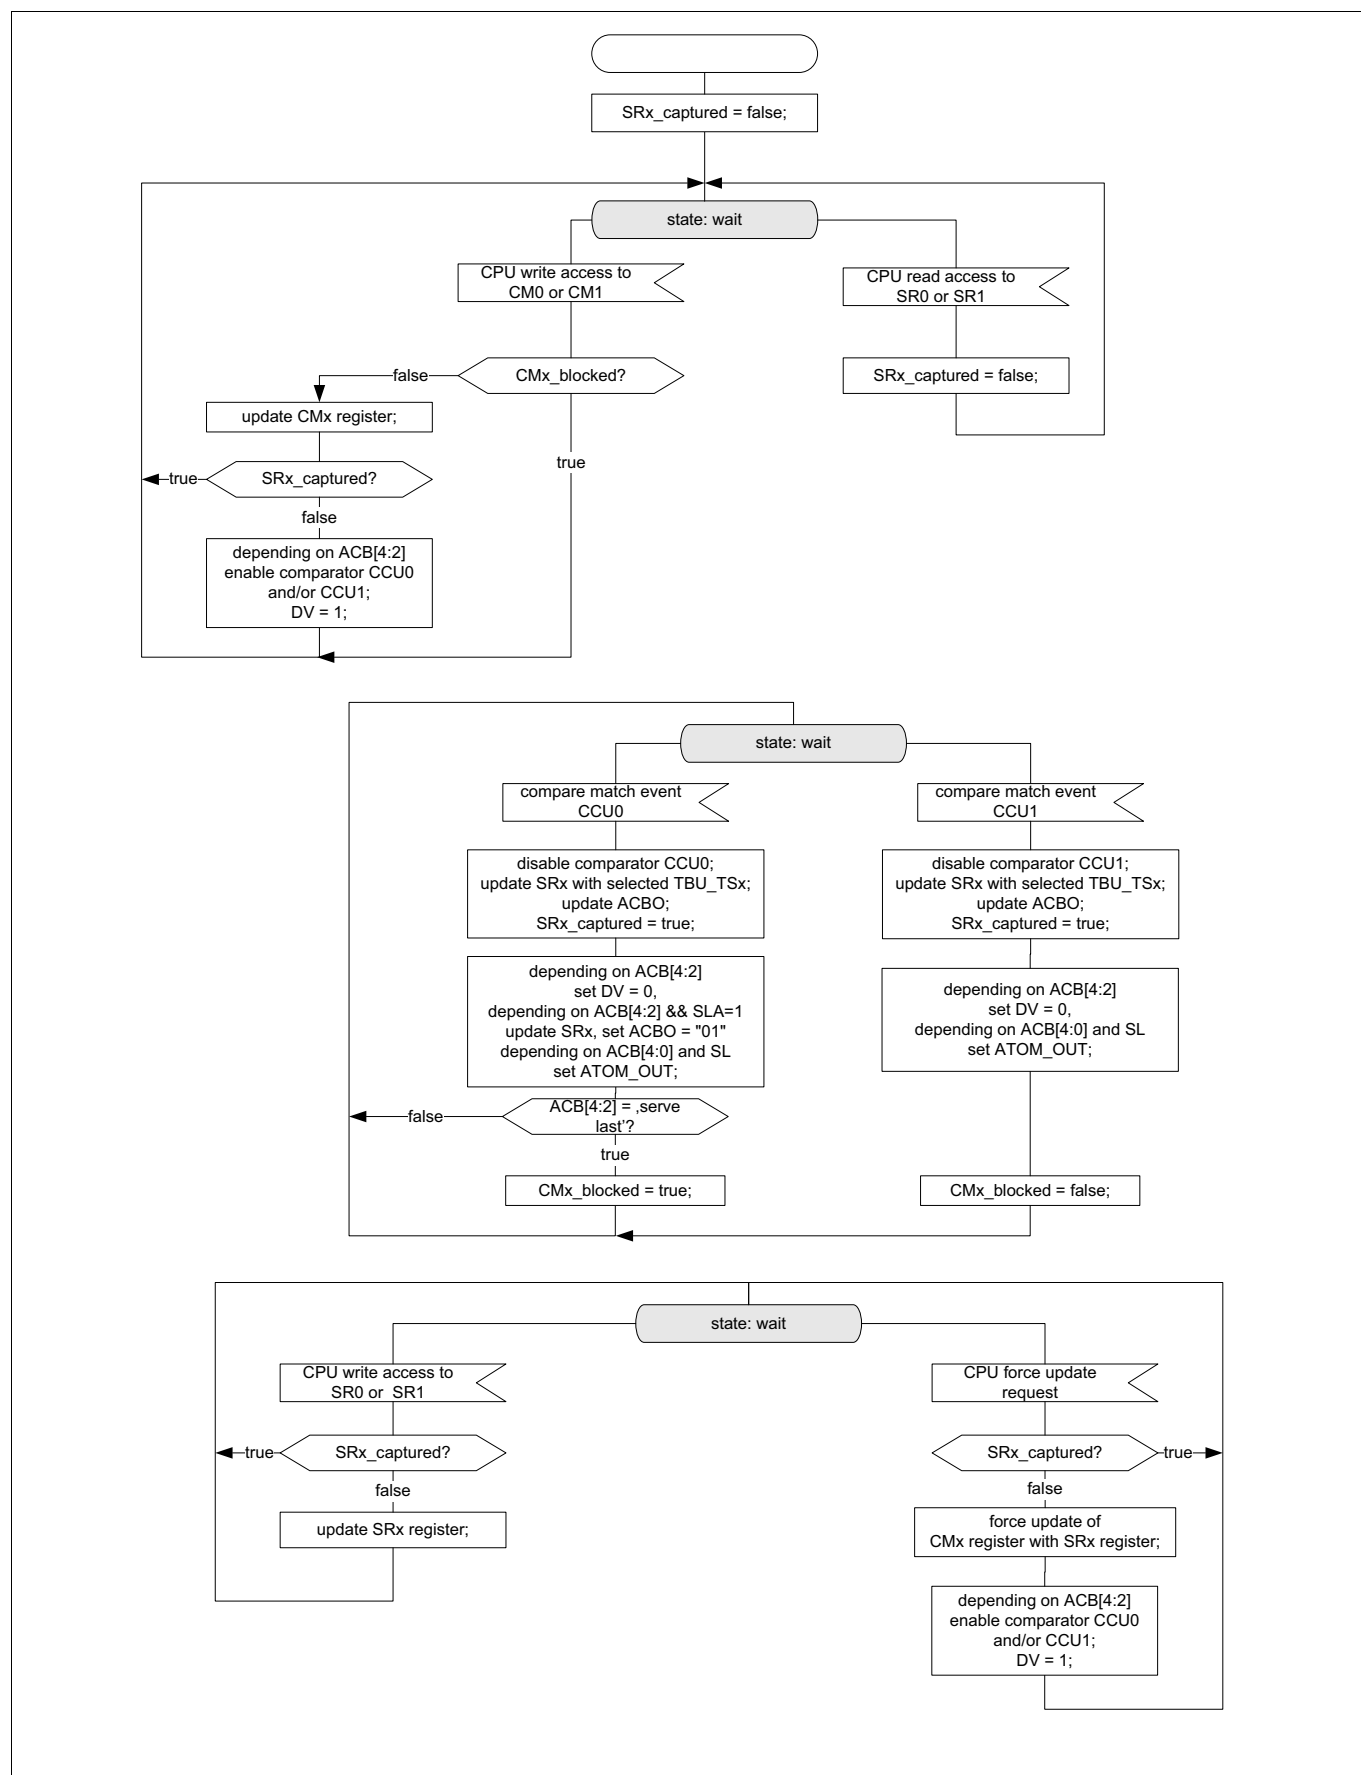 SRx_captured = false;
state: wait
CPU write access to
CM0 or CM1
CPU read access to
SR0 or SR1
false
CMx_blocked?
SRx_captured = false;
update CMx register;
true
true
SRx_captured?
false
depending on ACB[4:2]
enable comparator CCU0
and/or CCU1;
DV = 1;
state: wait
compare match event
CCU0
compare match event
CCU1
disable comparator CCU0;
update SRx with selected TBU_TSx;
update ACBO;
SRx_captured = true;
disable comparator CCU1;
update SRx with selected TBU_TSx;
update ACBO;
SRx_captured = true;
depending on ACB[4:2]
set DV = 0,
depending on ACB[4:2] && SLA=1
update SRx, set ACBO = "01"
depending on ACB[4:0] and SL
set ATOM_OUT;
depending on ACB[4:2]
set DV = 0,
depending on ACB[4:0] and SL
set ATOM_OUT;
false
ACB[4:2] = ‚serve
last’?
true
CMx_blocked = true;
CMx_blocked = false;
state: wait
CPU write access to
SR0 or  SR1
CPU force update
request
true
SRx_captured?
SRx_captured?
true
false
false
update SRx register;
force update of
CMx register with SRx register;
depending on ACB[4:2]
enable comparator CCU0
and/or CCU1;
DV = 1;